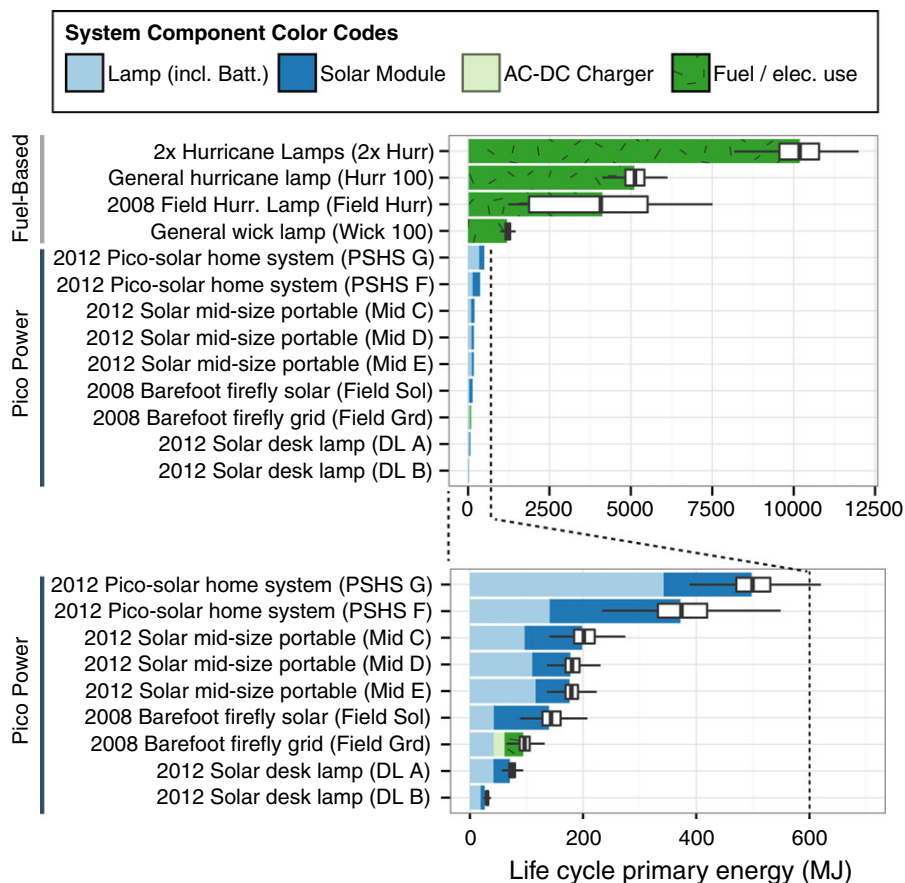 System Component Color Codes
Lamp (incl. Batt.) Solar Module AC-DC Charger Fuel / elec. use
Fuel-Based
2x Hurricane Lamps (2x Hurr)
General hurricane lamp (Hurr 100)
2008 Field Hurr. Lamp (Field Hurr)
General wick lamp (Wick 100)
Pico Power
2012 Pico-solar home system (PSHS G)
2012 Pico-solar home system (PSHS F)
2012 Solar mid-size portable (Mid C)
2012 Solar mid-size portable (Mid D)
2012 Solar mid-size portable (Mid E)
2008 Barefoot firefly solar (Field Sol)
2008 Barefoot firefly grid (Field Grd)
2012 Solar desk lamp (DL A)
2012 Solar desk lamp (DL B)
0 2500 5000 7500 10000 12500
Pico Power
2012 Pico-solar home system (PSHS G)
2012 Pico-solar home system (PSHS F)
2012 Solar mid-size portable (Mid C)
2012 Solar mid-size portable (Mid D)
2012 Solar mid-size portable (Mid E)
2008 Barefoot firefly solar (Field Sol)
2008 Barefoot firefly grid (Field Grd)
2012 Solar desk lamp (DL A)
2012 Solar desk lamp (DL B)
0 200 400 600
Life cycle primary energy (MJ)